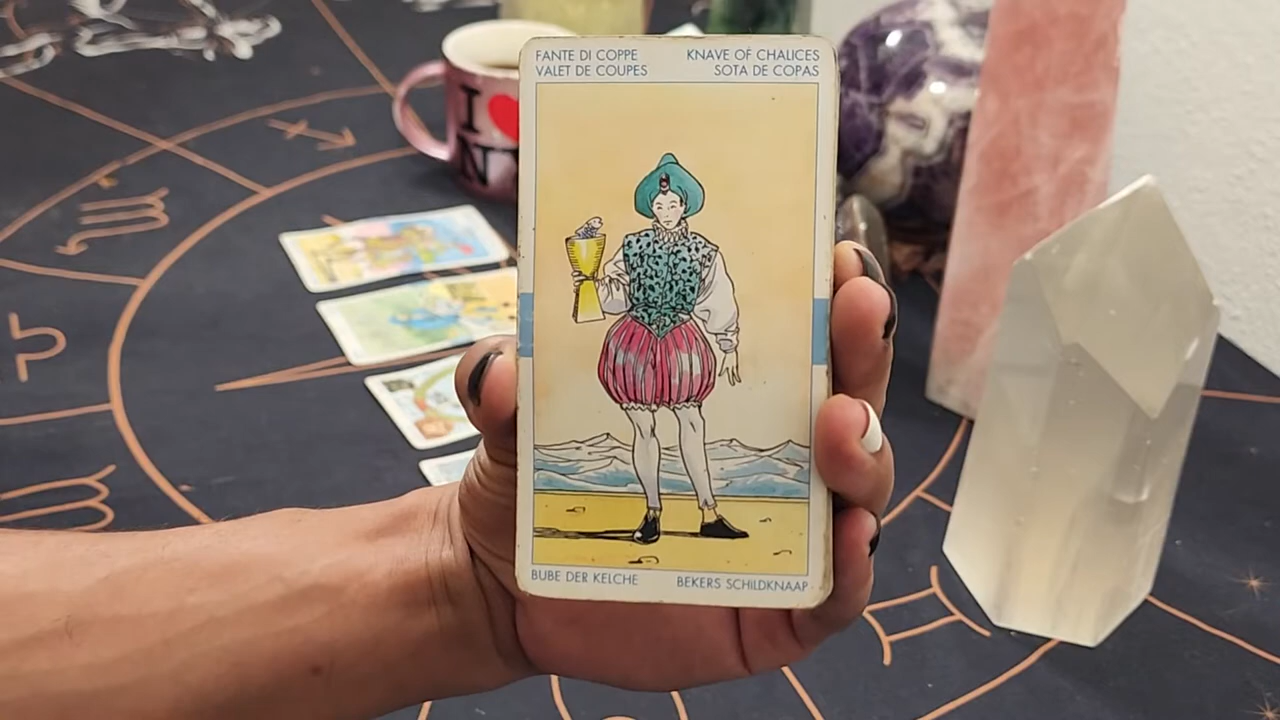 FANTE DI COPPE
VALET DE COUPES
KNAVE OF CHALICES
SOTA DE COPAS
BUBE DER KELCHE
BEKERS SCHILDKNAAP
I
N